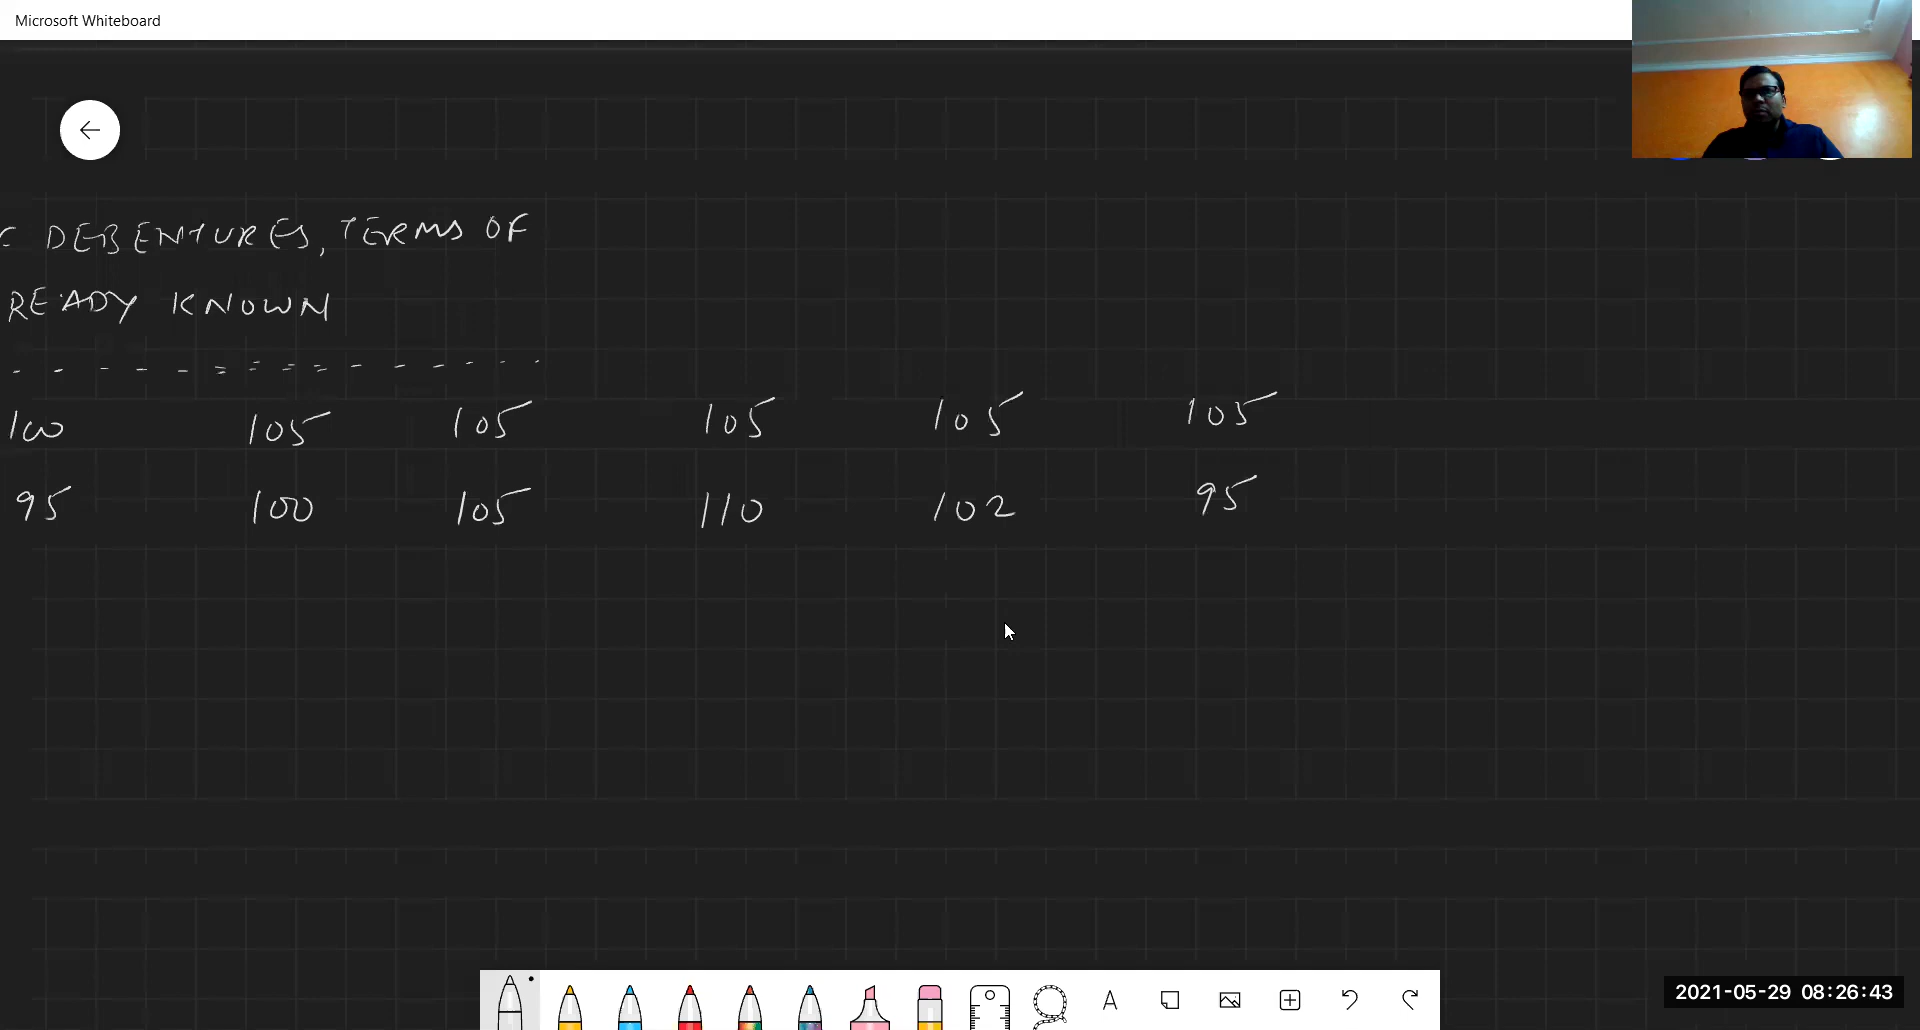 Microsoft Whiteboard
DEBENTURES, TERMS OF
READY KNOWN
100 105 105 105 105 105
95 100 105 110 102 95
2021-05-29 08:26:43